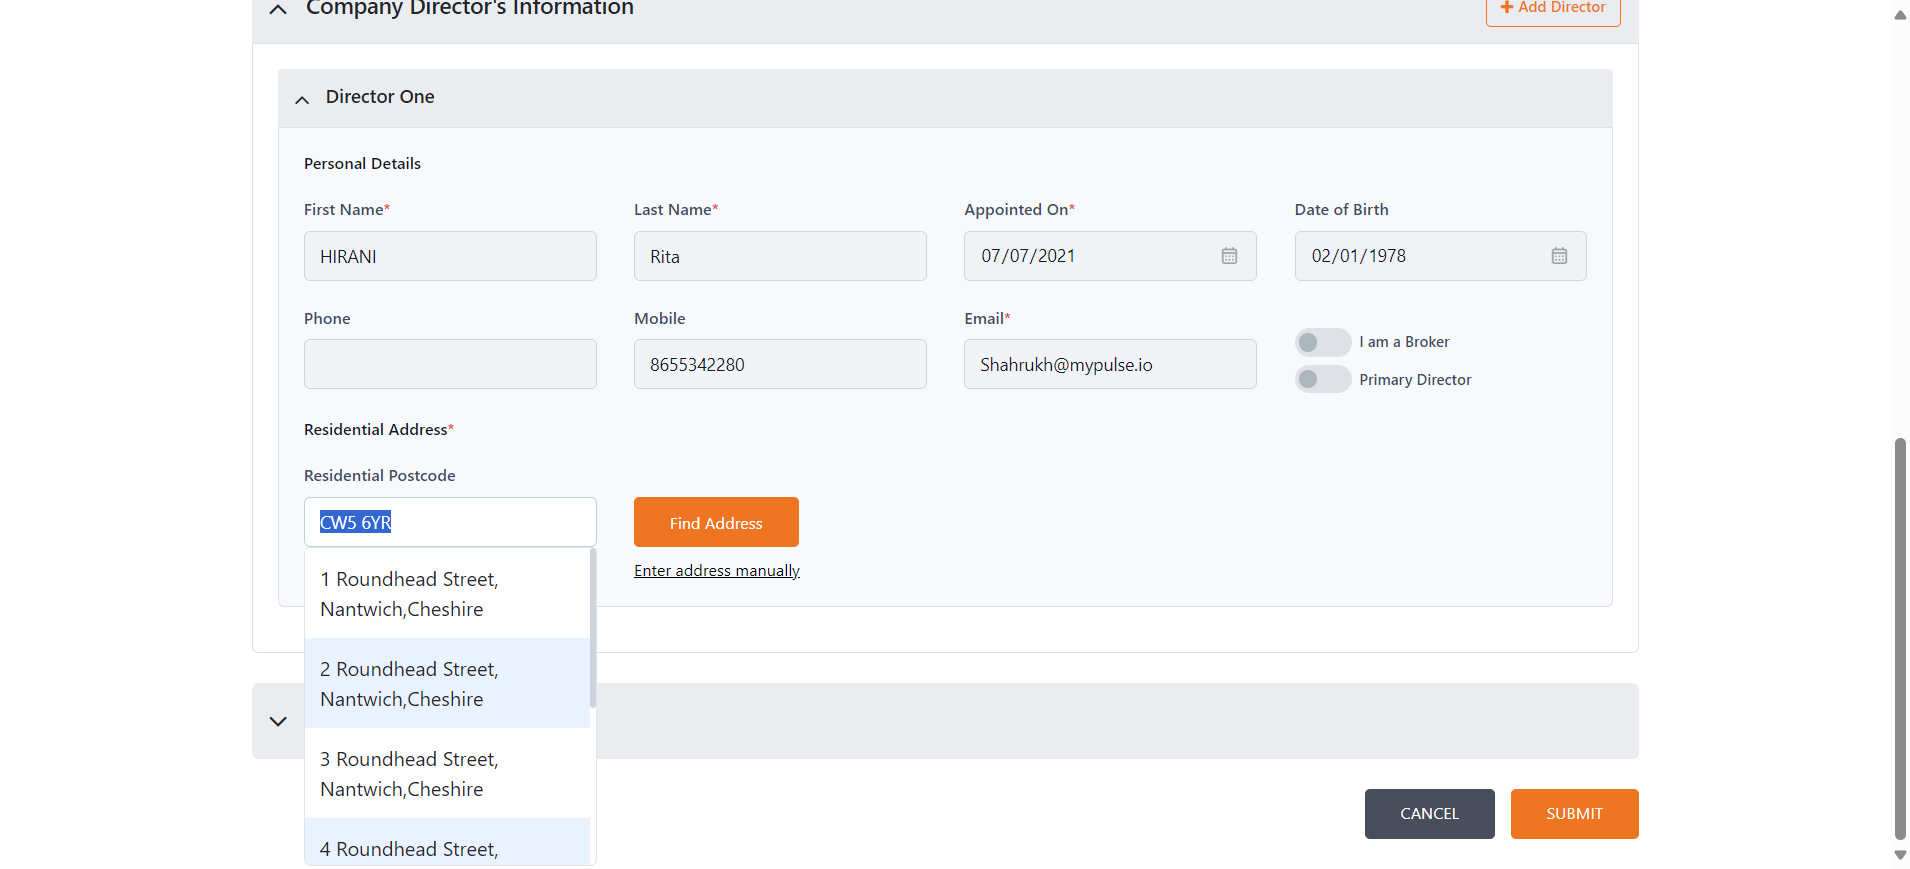 Company Director's Information
+ Add Director
Director One
Personal Details
First Name*
Last Name*
Appointed On*
Date of Birth
HIRANI
Rita
07/07/2021
02/01/1978
Phone
Mobile
Email*
8655342280
Shahrukh@mypulse.io
I am a Broker
Primary Director
Residential Address*
Residential Postcode
CW5 6YR
Find Address
Enter address manually
1 Roundhead Street,
Nantwich,Cheshire
2 Roundhead Street,
Nantwich,Cheshire
3 Roundhead Street,
Nantwich,Cheshire
4 Roundhead Street,
CANCEL
SUBMIT